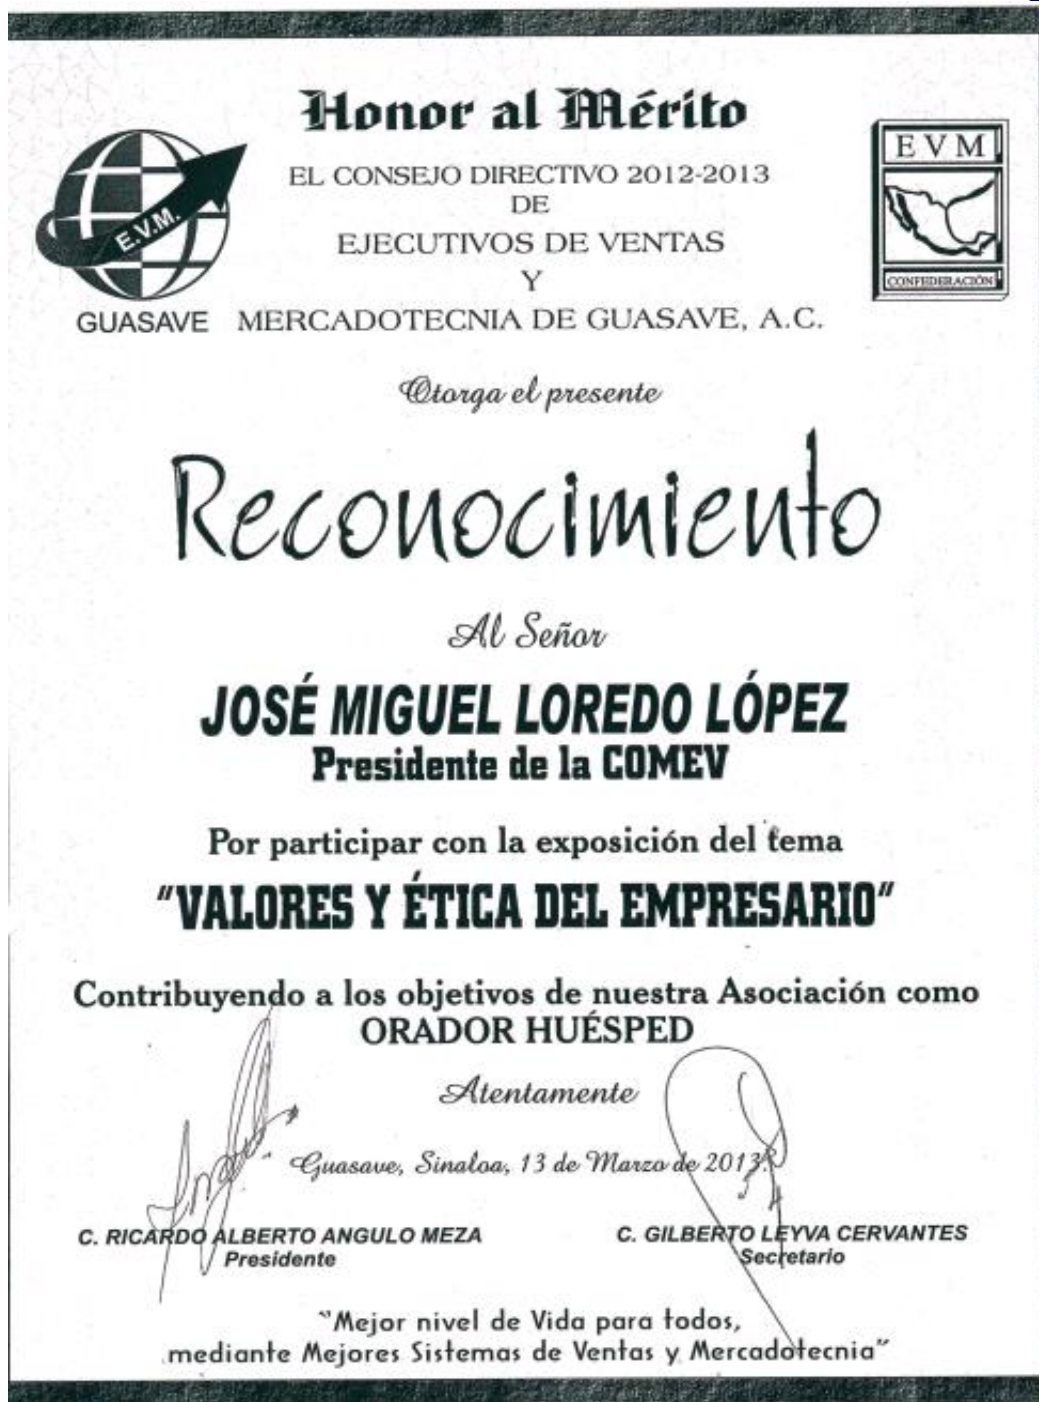 Honor al Mérito
EL CONSEJO DIRECTIVO 2012-2013
DE
EJECUTIVOS DE VENTAS
Y
MERCADOTECNIA DE GUASAVE, A.C.
E.V.M.
GUASAVE
E V M
CONFEDERACIÓN
Otorga el presente
Reconocimiento
Al Señor
JOSÉ MIGUEL LOREDO LÓPEZ
Presidente de la COMEV
Por participar con la exposición del tema
"VALORES Y ÉTICA DEL EMPRESARIO"
Contribuyendo a los objetivos de nuestra Asociación como
ORADOR HUÉSPED
Atentamente
Guasave, Sinaloa, 13 de Marzo de 2013.
C. RICARDO ALBERTO ANGULO MEZA
Presidente
C. GILBERTO LEYVA CERVANTES
Secretario
"Mejor nivel de Vida para todos,
mediante Mejores Sistemas de Ventas y Mercadotecnia"